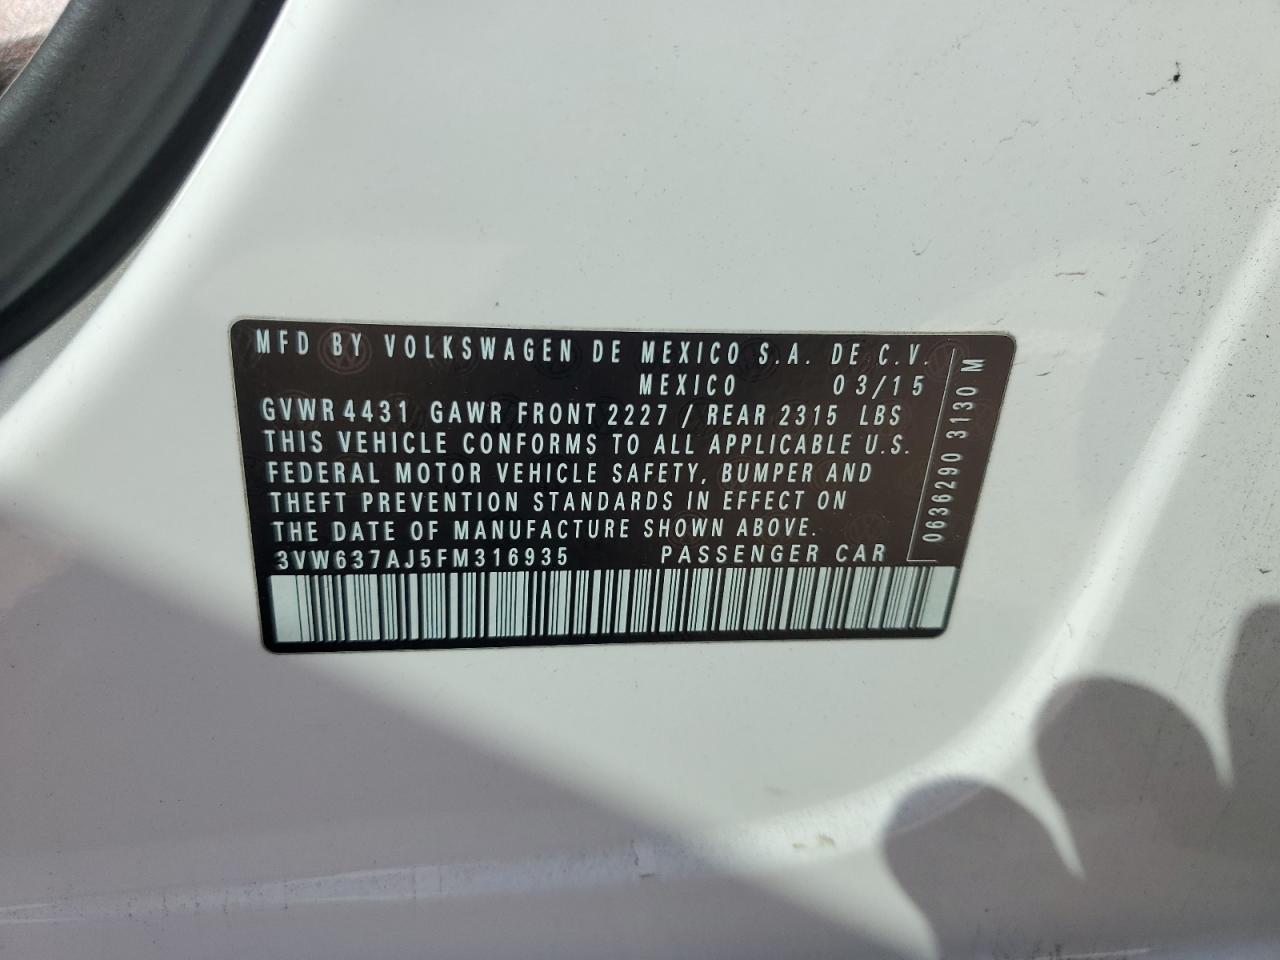 MFD BY VOLKSWAGEN DE MEXICO S.A. DE C.V.
MEXICO 03/15
GVWR 4431 GAWR FRONT 2227 / REAR 2315 LBS
THIS VEHICLE CONFORMS TO ALL APPLICABLE U.S.
FEDERAL MOTOR VEHICLE SAFETY, BUMPER AND
THEFT PREVENTION STANDARDS IN EFFECT ON
THE DATE OF MANUFACTURE SHOWN ABOVE.
3VW637AJ5FM316935 PASSENGER CAR
0636290 3130 M